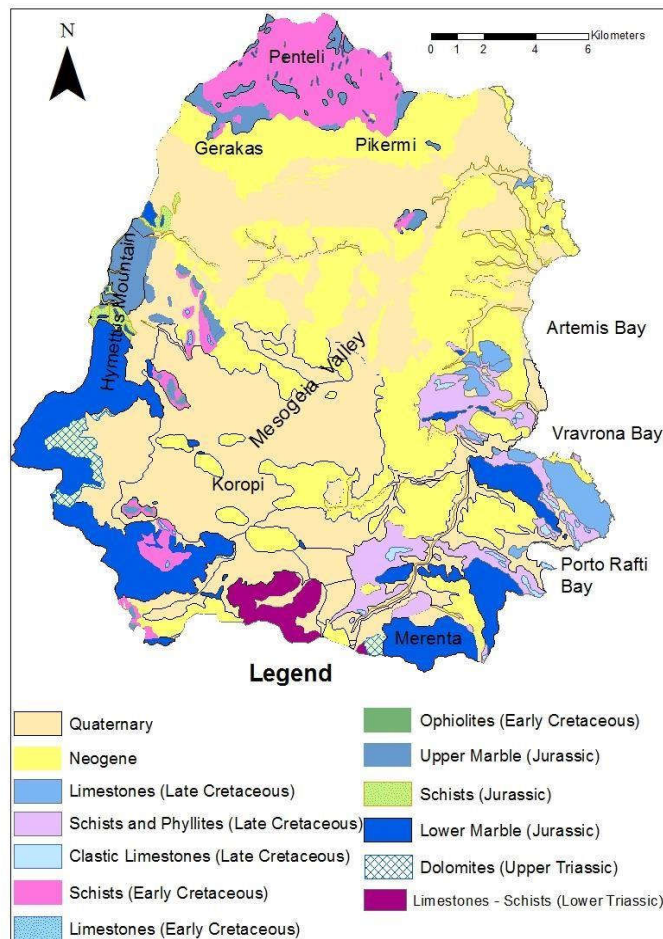 N
Kilometers
0 1 2 4 6
Penteli
Gerakas
Pikermi
Hymettus Mountain
Artemis Bay
Mesogeia Valley
Vravrona Bay
Koropi
Porto Rafti
Bay
Merenta
Legend
Quaternary
Neogene
Limestones (Late Cretaceous)
Schists and Phyllites (Late Cretaceous)
Clastic Limestones (Late Cretaceous)
Schists (Early Cretaceous)
Limestones (Early Cretaceous)
Ophiolites (Early Cretaceous)
Upper Marble (Jurassic)
Schists (Jurassic)
Lower Marble (Jurassic)
Dolomites (Upper Triassic)
Limestones - Schists (Lower Triassic)